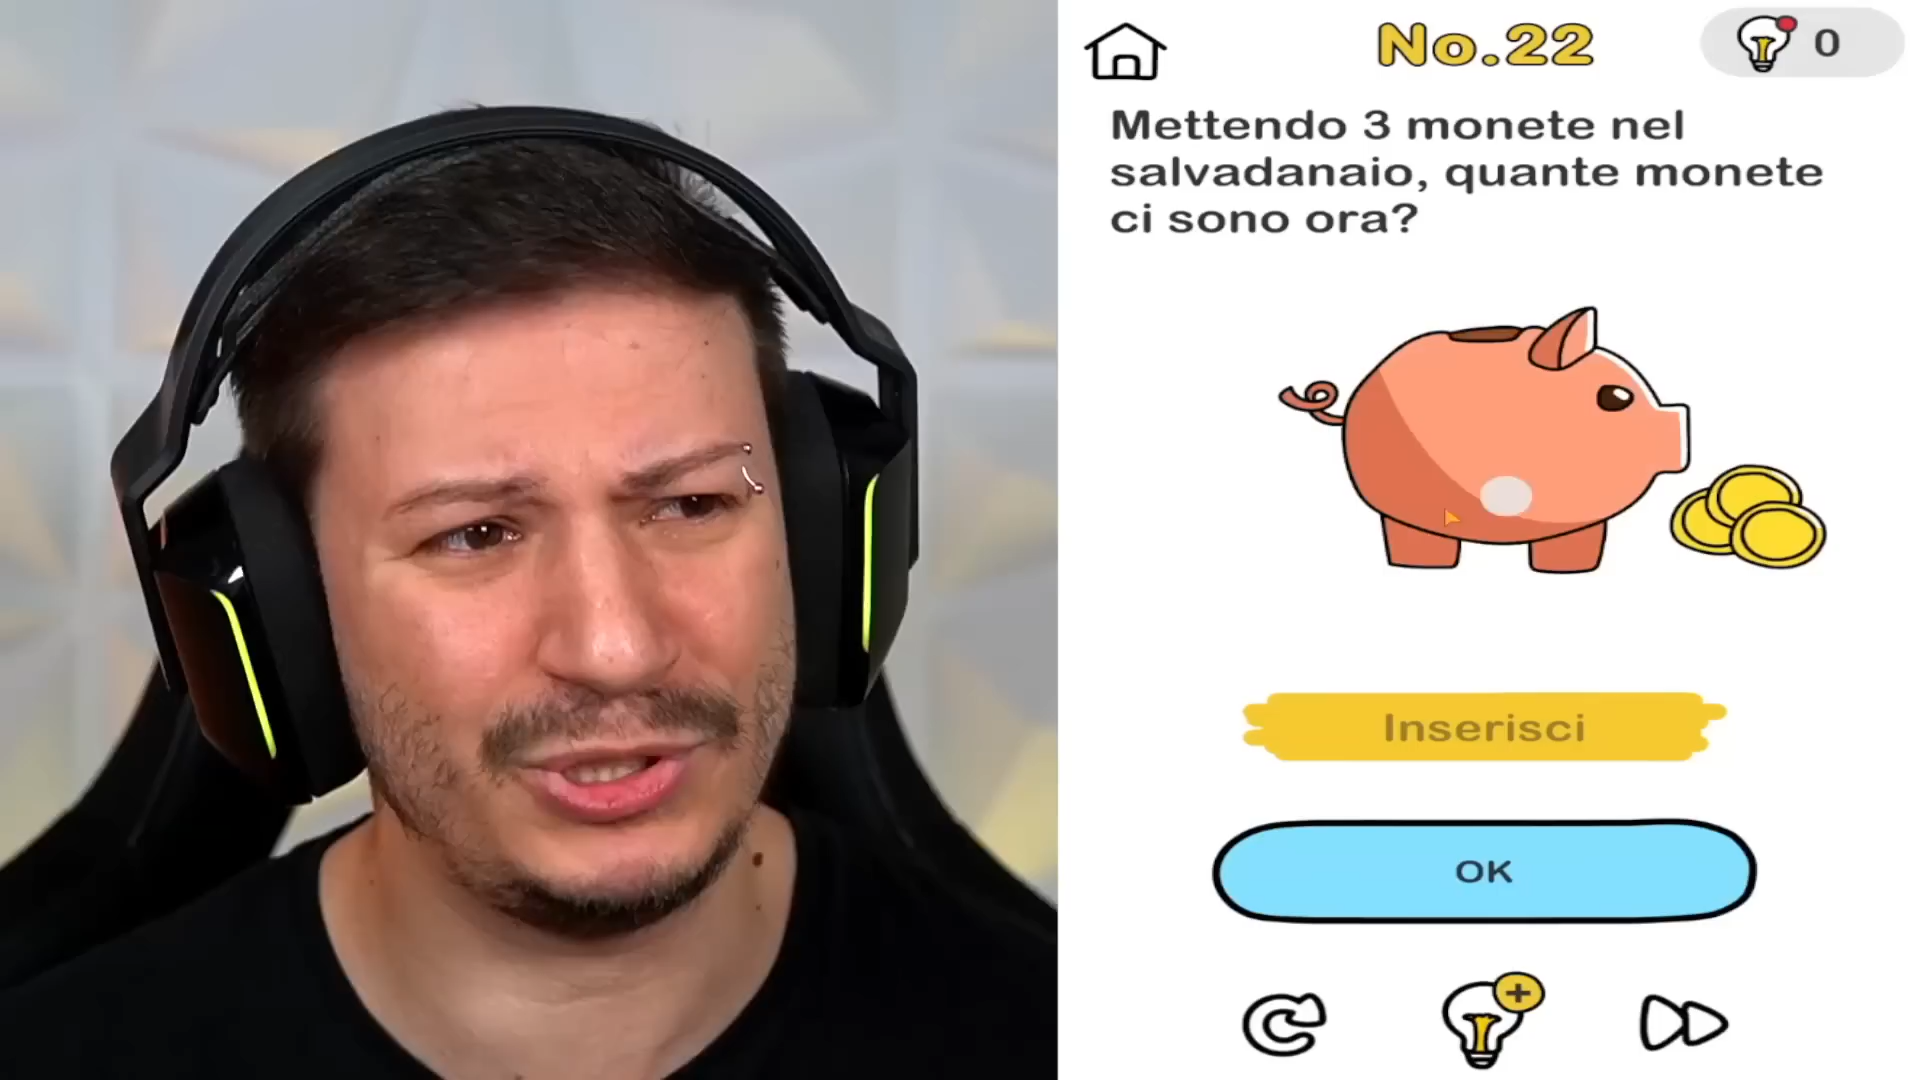 No.22
0
Mettendo 3 monete nel
salvadanaio, quante monete
ci sono ora?
Inserisci
OK